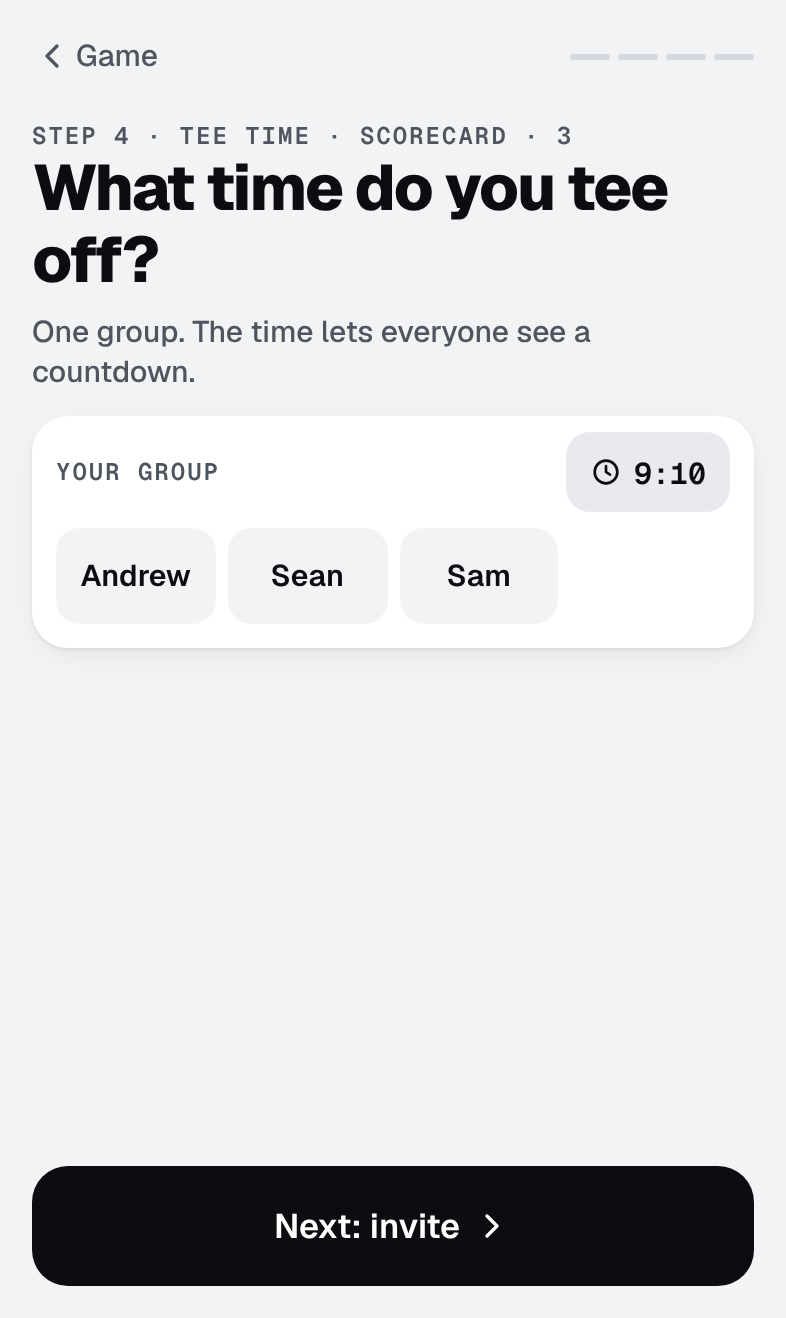 Game
STEP 4 · TEE TIME · SCORECARD · 3
What time do you tee
off?
One group. The time lets everyone see a
countdown.
YOUR GROUP
9:10
Andrew
Sean
Sam
Next: invite